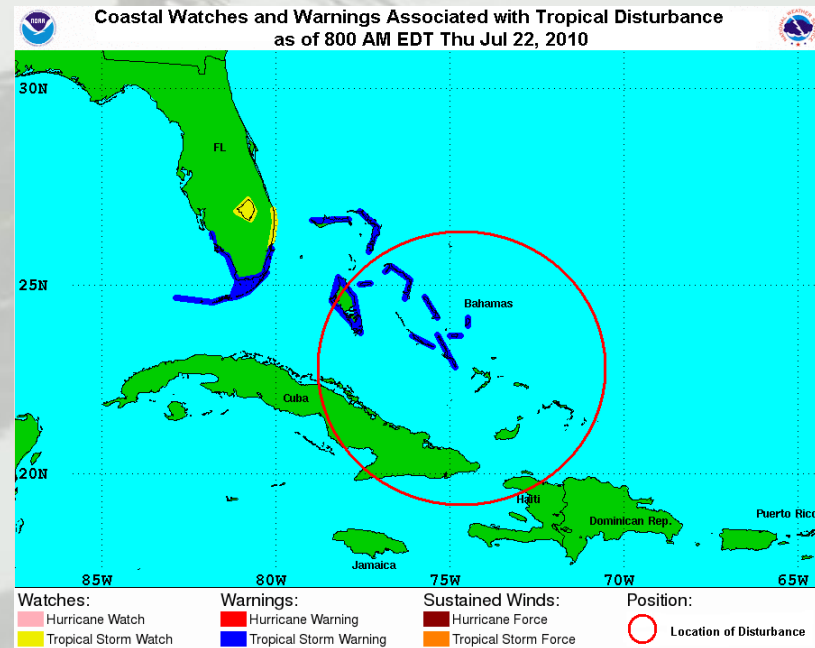 Coastal Watches and Warnings Associated with Tropical Disturbance
as of 800 AM EDT Thu Jul 22, 2010
NOAA
30N
FL
25N
Bahamas
Cuba
20N
Haiti
Dominican Rep.
Puerto Rico
Jamaica
85W 80W 75W 70W 65W
Watches: Warnings: Sustained Winds: Position:
Hurricane Watch Hurricane Warning Hurricane Force Location of Disturbance
Tropical Storm Watch Tropical Storm Warning Tropical Storm Force